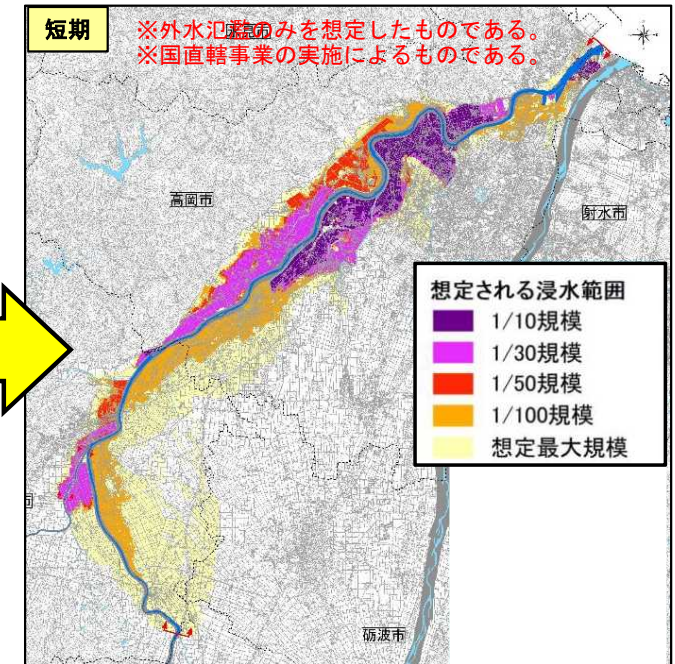 短期
※外水氾濫のみを想定したものである。
※国直轄事業の実施によるものである。
高岡市
射水市
想定される浸水範囲
1/10規模
1/30規模
1/50規模
1/100規模
想定最大規模
砺波市